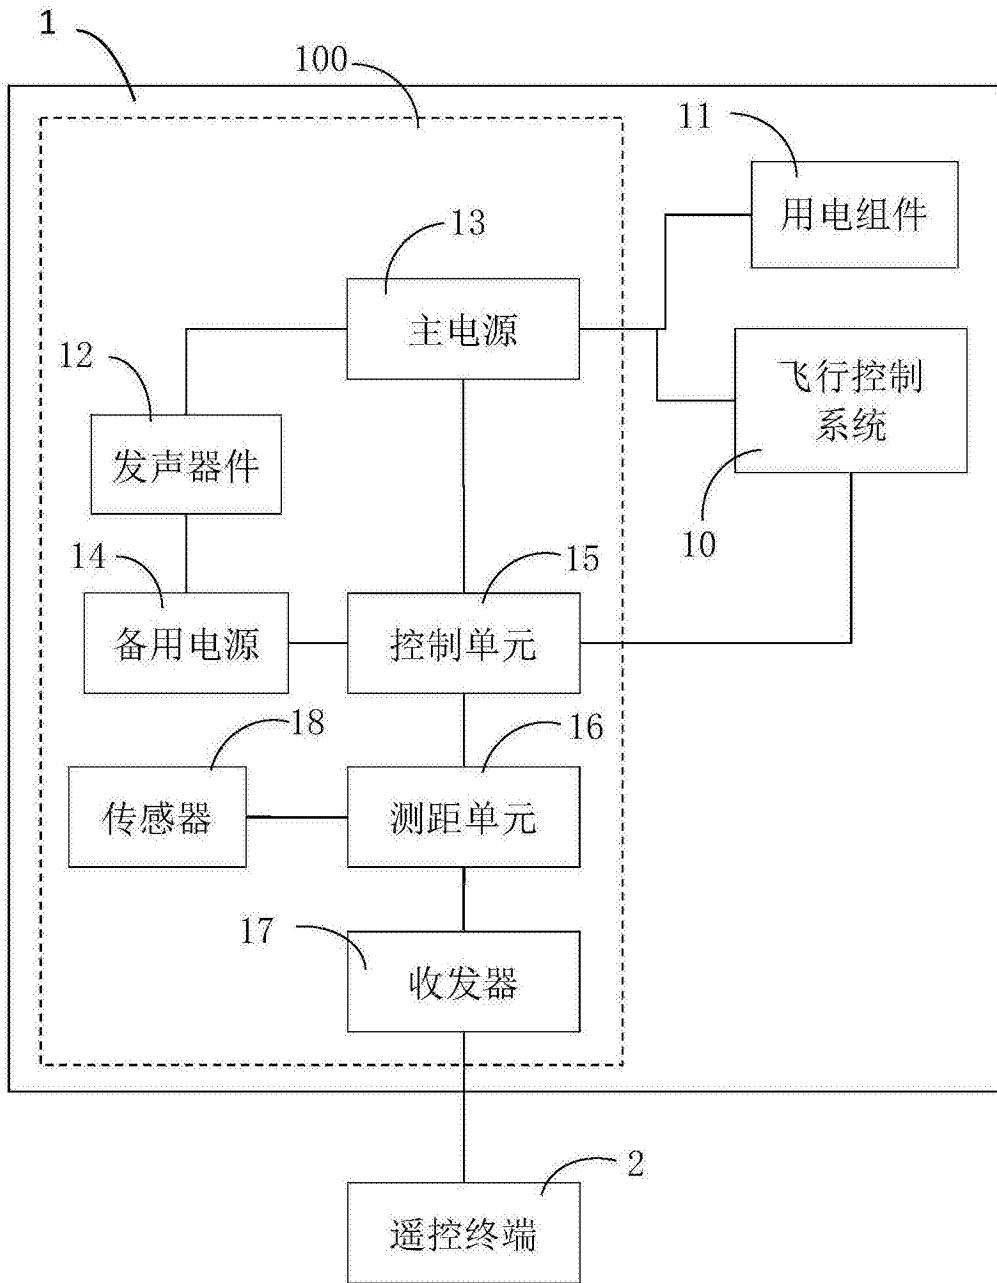 1
100
11
用电组件
13
主电源
12
发声器件
飞行控制
系统
10
14
备用电源
15
控制单元
18
传感器
16
测距单元
17
收发器
2
遥控终端